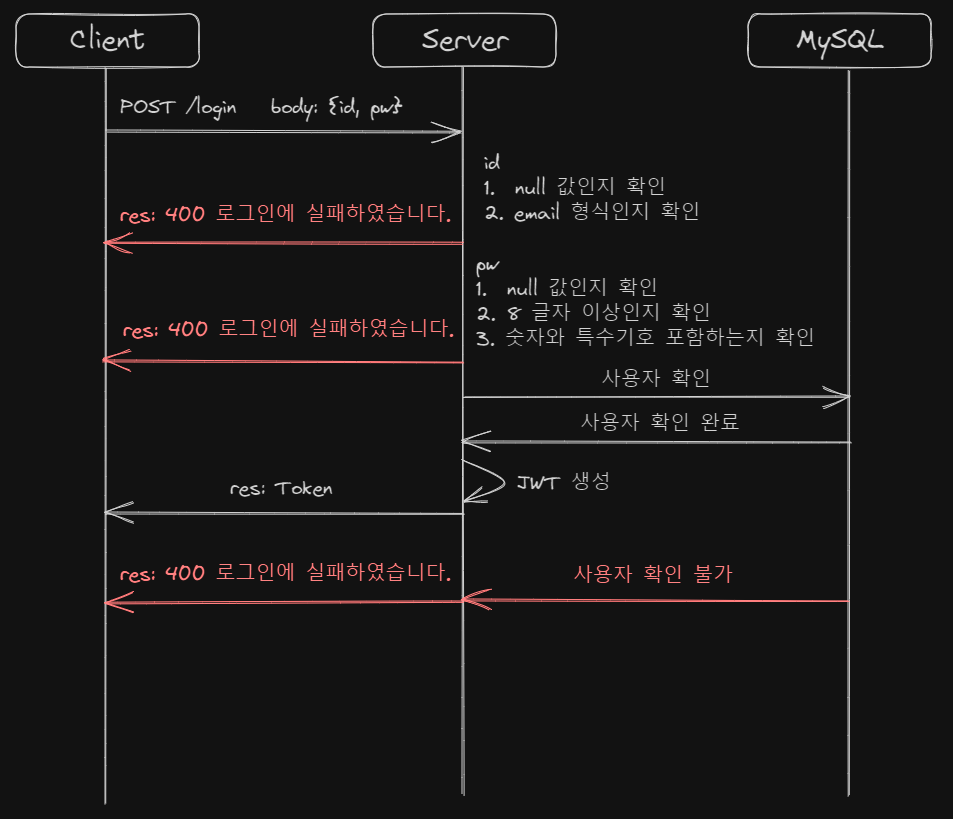 Client
Server
MySQL
POST /login body: {id, pw}
id
1. null 값인지 확인
2. email 형식인지 확인
res: 400 로그인에 실패하였습니다.
pw
1. null 값인지 확인
2. 8 글자 이상인지 확인
3. 숫자와 특수기호 포함하는지 확인
res: 400 로그인에 실패하였습니다.
사용자 확인
사용자 확인 완료
JWT 생성
res: Token
사용자 확인 불가
res: 400 로그인에 실패하였습니다.